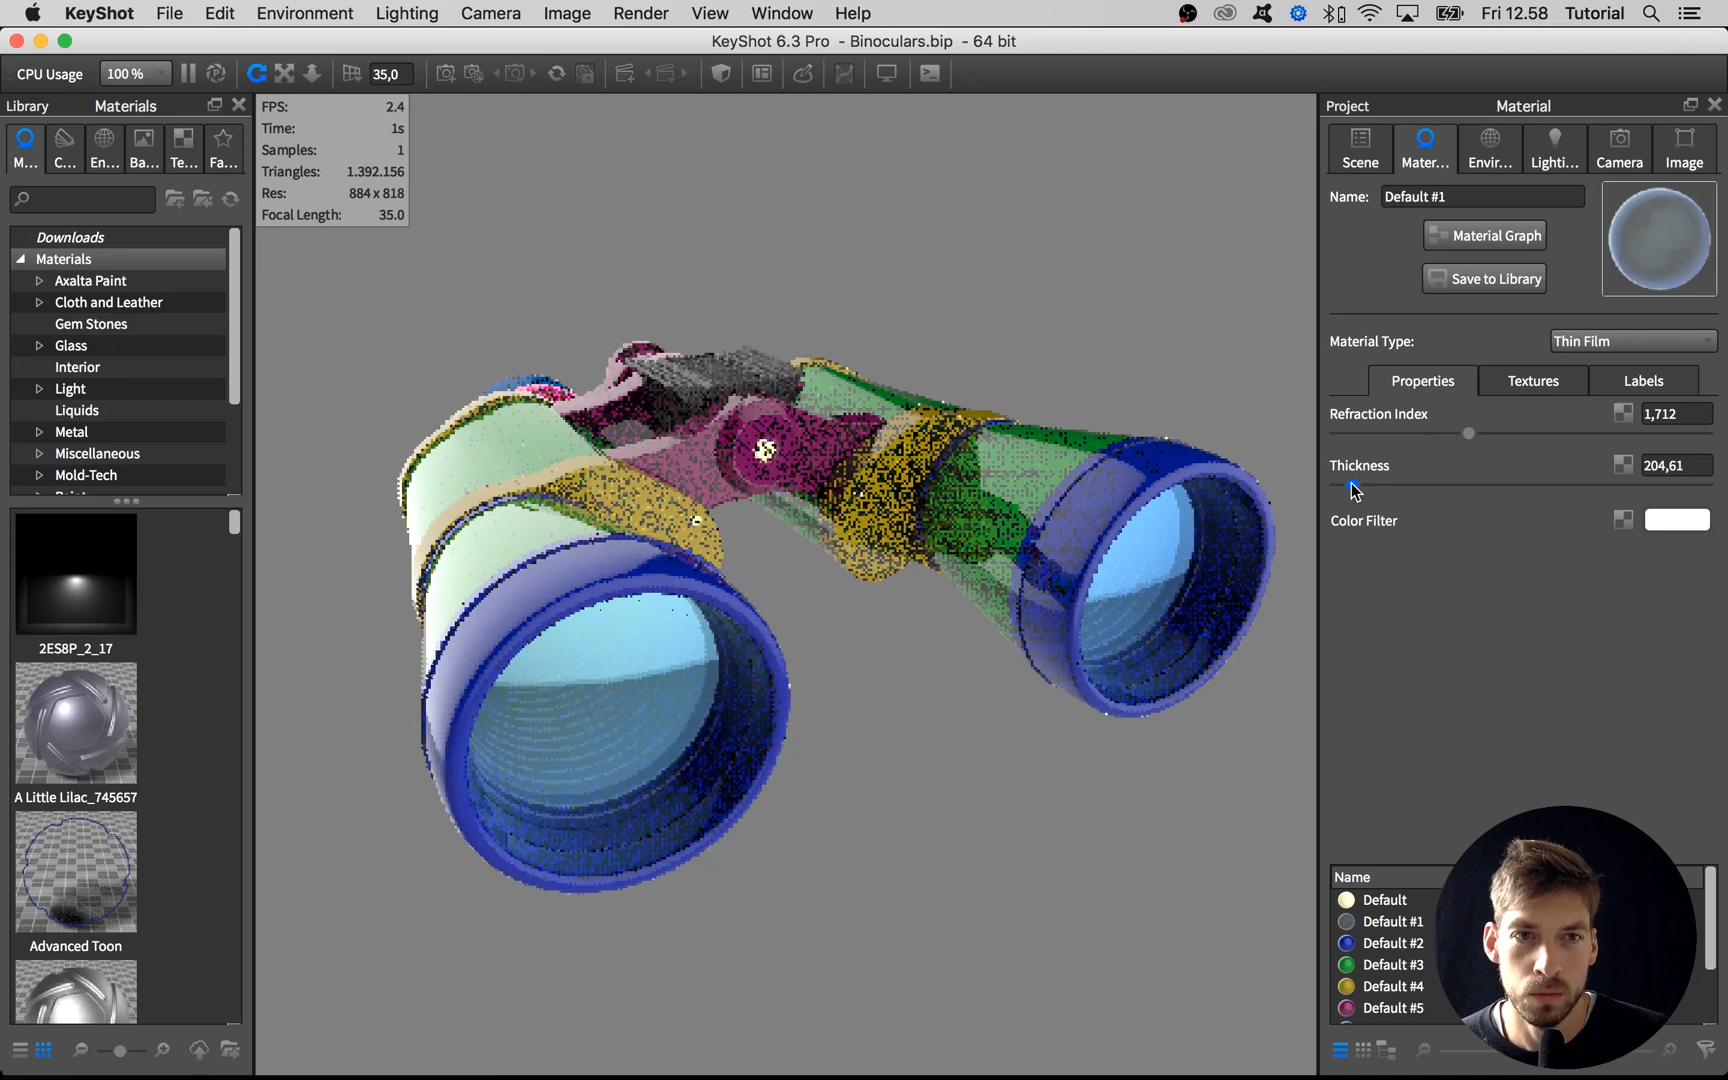 KeyShot File Edit Environment Lighting Camera Image Render View Window Help Fri 12.58 Tutorial
KeyShot 6.3 Pro - Binoculars.bip - 64 bit
CPU Usage 100 % 35,0
Library Materials
M... C... En... Ba... Te... Fa...
Downloads
Materials
Axalta Paint
Cloth and Leather
Gem Stones
Glass
Interior
Light
Liquids
Metal
Miscellaneous
Mold-Tech
2ES8P_2_17
A Little Lilac_745657
Advanced Toon
FPS: 2.4
Time: 1s
Samples: 1
Triangles: 1.392.156
Res: 884 x 818
Focal Length: 35.0
Project Material
Scene Mater... Envir... Lighti... Camera Image
Name: Default #1
Material Graph
Save to Library
Material Type: Thin Film
Properties Textures Labels
Refraction Index 1,712
Thickness 204,61
Color Filter
Name
Default
Default #1
Default #2
Default #3
Default #4
Default #5